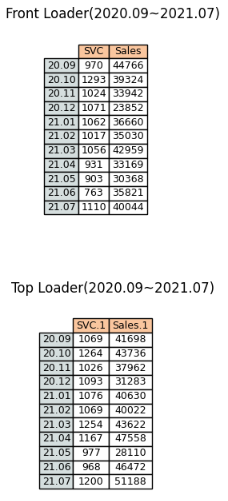 Front Loader(2020.09~2021.07)
SVC Sales
20.09 970 44766
20.10 1293 39324
20.11 1024 33942
20.12 1071 23852
21.01 1062 36660
21.02 1017 35030
21.03 1056 42959
21.04 931 33169
21.05 903 30368
21.06 763 35821
21.07 1110 40044
Top Loader(2020.09~2021.07)
SVC.1 Sales.1
20.09 1069 41698
20.10 1264 43736
20.11 1026 37962
20.12 1093 31283
21.01 1076 40630
21.02 1069 40022
21.03 1254 43622
21.04 1167 47558
21.05 977 28110
21.06 968 46472
21.07 1200 51188